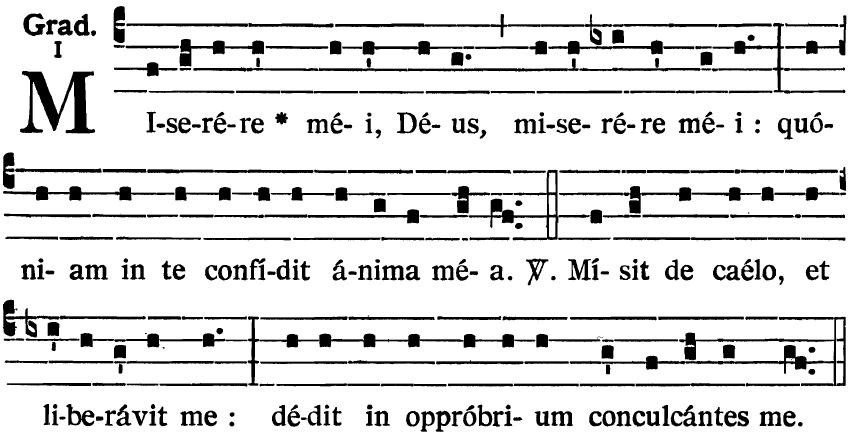 Grad.
I
MI-se-ré-re * mé- i, Dé- us, mi-se- ré-re mé- i : quó-
ni- am in te confí-dit á-nima mé- a. ℣. Mí- sit de caélo, et
li-be-rávit me : dé-dit in oppróbri- um conculcántes me.